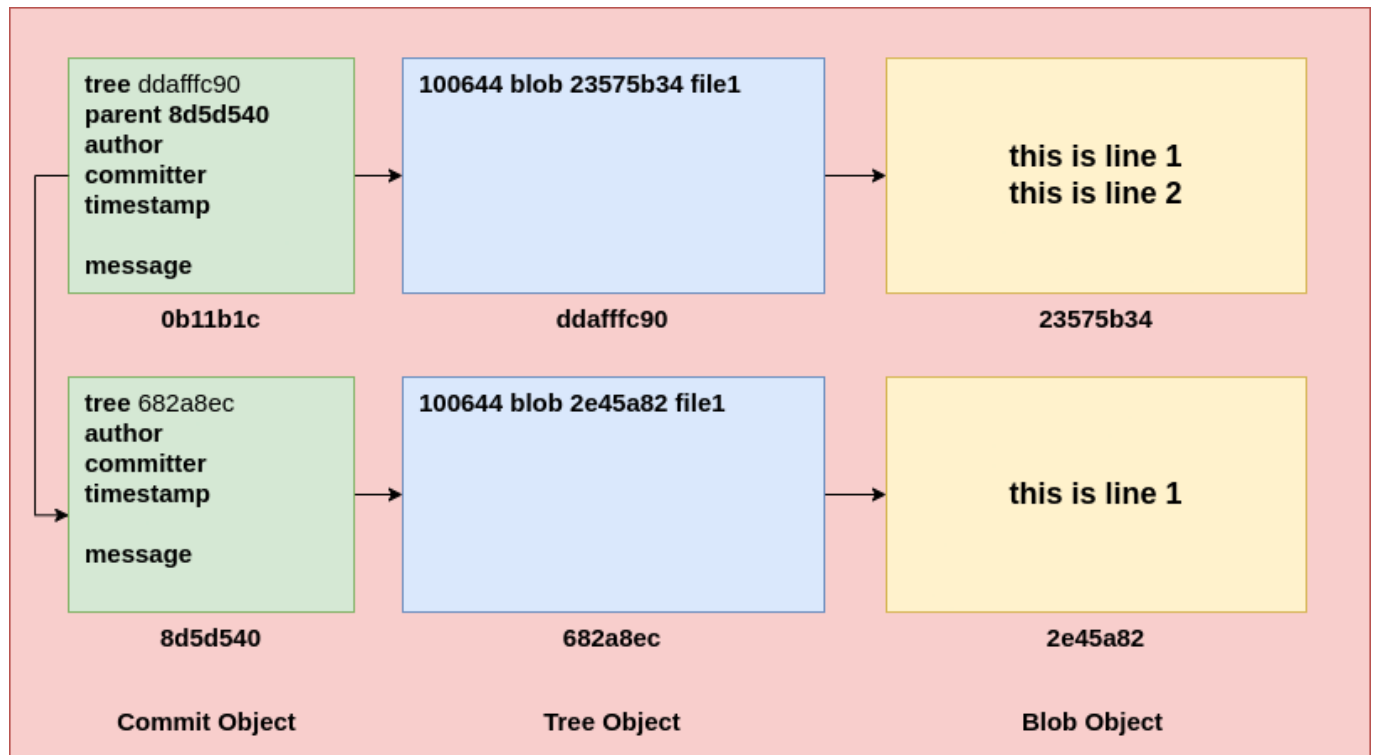 tree ddafffc90
parent 8d5d540
author
committer
timestamp
message
0b11b1c
100644 blob 23575b34 file1
ddafffc90
this is line 1
this is line 2
23575b34
tree 682a8ec
author
committer
timestamp
message
8d5d540
100644 blob 2e45a82 file1
682a8ec
this is line 1
2e45a82
Commit Object
Tree Object
Blob Object